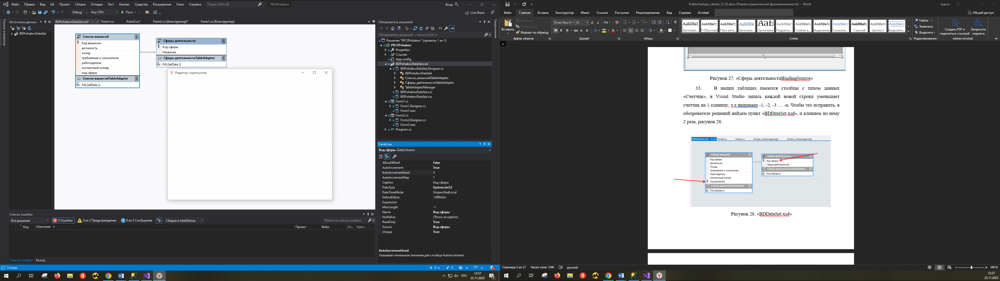 Файл Правка Вид Git Проект Сборка Отладка Тест Анализ Средства Расширения Окно Справка Поиск (Ctrl+Q) PR12Pohabov Вход
Debug Any CPU Пуск Live Share
Панель элементов
Источники данных
BDPohabovDataSet
BDPohabovDataSet.xsd* Form1.cs Form2.cs* Form2.cs [Конструктор]* Form1.cs [Конструктор]
Список вакансий
Код вакансии
должность
оклад
требования к соискателю
работодатель
контактный номер
код сферы
Список вакансийTableAdapter
Fill,GetData ()
Сферы деятельности
Код сферы
Название
Сферы деятельностиTableAdapter
Fill,GetData ()
Редактор скриншотов
Обозреватель решений
Обозреватель решений — поиск (Ctrl+;)
Решение "PR12Pohabov" (проекты: 1 из 1)
PR12Pohabov
Properties
Ссылки
App.config
BDPohabovDataSet.xsd
BDPohabovDataSet.Designer.cs
BDPohabovDataSet
Список_вакансийTableAdapter
Сферы_деятельностиTableAdapter
TableAdapterManager
BDPohabovDataSet.xsc
BDPohabovDataSet.xss
Form1.cs
Form1.Designer.cs
Form1.resx
Form2.cs
Form2.Designer.cs
Form2.resx
Program.cs
Уведомления
Свойства
Код сферы DataColumn
AllowDBNull False
AutoIncrement True
AutoIncrementSeed 1
AutoIncrementStep 1
Caption Код сферы
DataType System.Int32
DateTimeMode UnspecifiedLocal
DefaultValue <DBNull>
Expression
MaxLength -1
Name Код сферы
NullValue (Throw exception)
ReadOnly True
Source Код сферы
Unique True
AutoIncrementSeed
Указывает начальное значение для столбца AutoIncrement.
Список ошибок
Все решение 0 Ошибки 0 из 2 Предупреждения 0 из 2 Сообщения Сборка и IntelliSense Поиск по списку ошибок
Код Описание Проект Файл Ст... Сост...
Список ошибок Вывод
Готово 0 0 4
РУС 12:57 23.11.2023 5
Prakticheskaya_rabota_12 (3).docx [Режим ограниченной функциональности] - Word курсы
Файл Главная Вставка Конструктор Макет Ссылки Рассылки Рецензирование Вид Справка Acrobat Общий доступ
Вставить Вырезать Копировать Формат по образцу
Times New R 16
Заголово... ¶ Обычный ¶ Без инте... Заголово... Заголовок Подзагол... Слабое в... Выделение Сильное... Строгий Цитата 2 Выделенн...
Найти Заменить Выделить
Создать PDF и поделиться ссылкой Запросить подписи
Буфер обмена Шрифт Абзац Стили Редактирование Adobe Acrobat
Рисунок 27. «Сферы деятельностиBindingSource»
33. В наших таблицах имеются столбцы с типом данных
«Счетчик», в Visual Studio запись каждой новой строки уменьшает
счетчик на 1 единицу, т.е например -1, -2, -3 … -n. Чтобы это исправить, в
обозревателе решений найдем пункт «BDDataSet.xsd», и кликнем по нему
2 раза, рисунок 28.
BDDataSet.xsd* Form2.cs Form1.cs Form2.cs [Конструктор] Form1.cs [Конструктор]
Списки вакансий
Код сферы
Должность
Оклад
Требования к соискателю
Работодатель
Контактный номер
Код вакансии
Списки вакансийTableAdapter
Fill,GetData ()
Сферы деятельности
Код сферы
Сфера деятельности
Сферы деятельностиTableAdapter
Fill,GetData ()
Рисунок 28. «BDDataSet.xsd»
Страница 5 из 27 Число слов: 1390 русский 100 %
12:57
23.11.2023